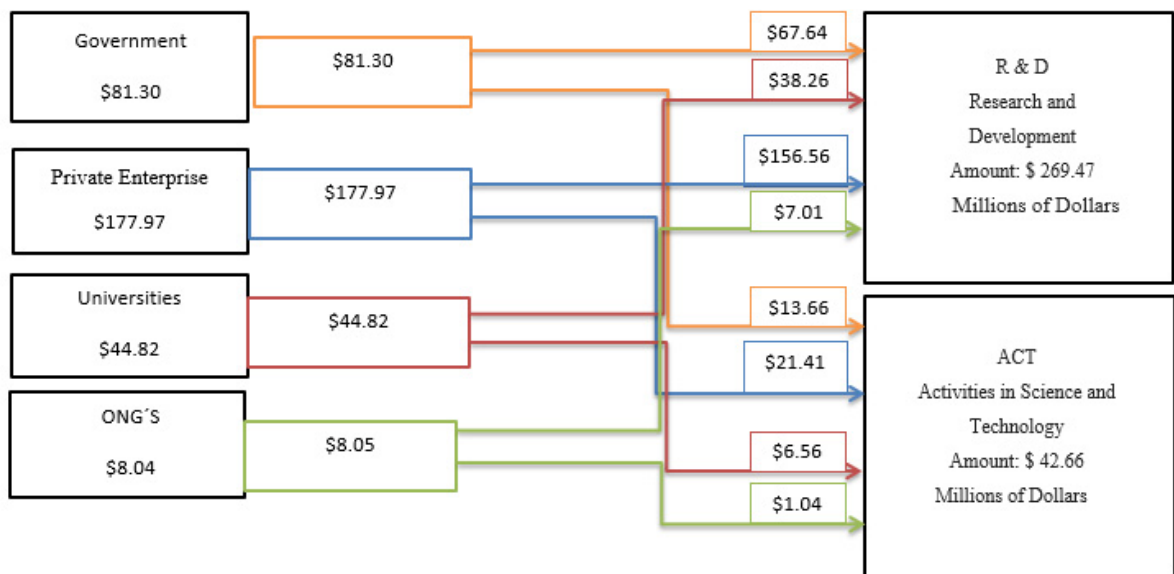 Government
$81.30
$81.30
Private Enterprise
$177.97
$177.97
Universities
$44.82
$44.82
ONG´S
$8.04
$8.05
$67.64
$38.26
$156.56
$7.01
$13.66
$21.41
$6.56
$1.04
R & D
Research and
Development
Amount: $ 269.47
Millions of Dollars
ACT
Activities in Science and
Technology
Amount: $ 42.66
Millions of Dollars